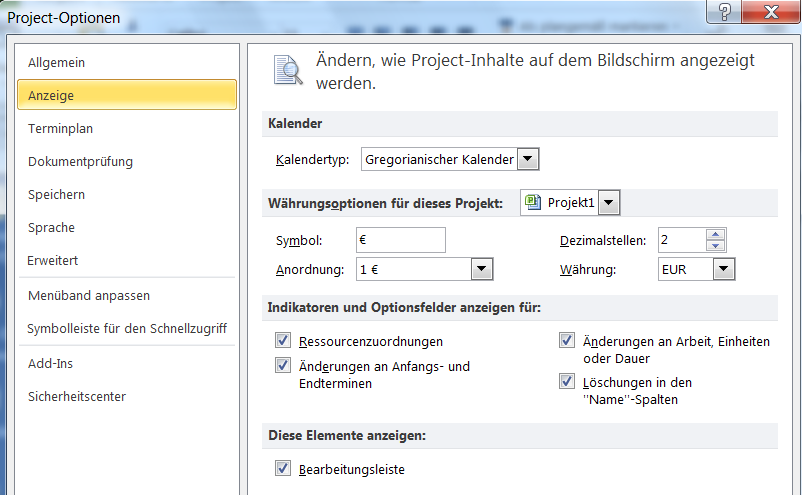 Project-Optionen
Allgemein
Anzeige
Terminplan
Dokumentprüfung
Speichern
Sprache
Erweitert
Menüband anpassen
Symbolleiste für den Schnellzugriff
Add-Ins
Sicherheitscenter
Ändern, wie Project-Inhalte auf dem Bildschirm angezeigt
werden.
Kalender
Kalendertyp: Gregorianischer Kalender
Währungsoptionen für dieses Projekt: Projekt1
Symbol: € Dezimalstellen: 2
Anordnung: 1 € Währung: EUR
Indikatoren und Optionsfelder anzeigen für:
Ressourcenzuordnungen
Änderungen an Anfangs- und
Endterminen
Änderungen an Arbeit, Einheiten
oder Dauer
Löschungen in den
"Name"-Spalten
Diese Elemente anzeigen:
Bearbeitungsleiste